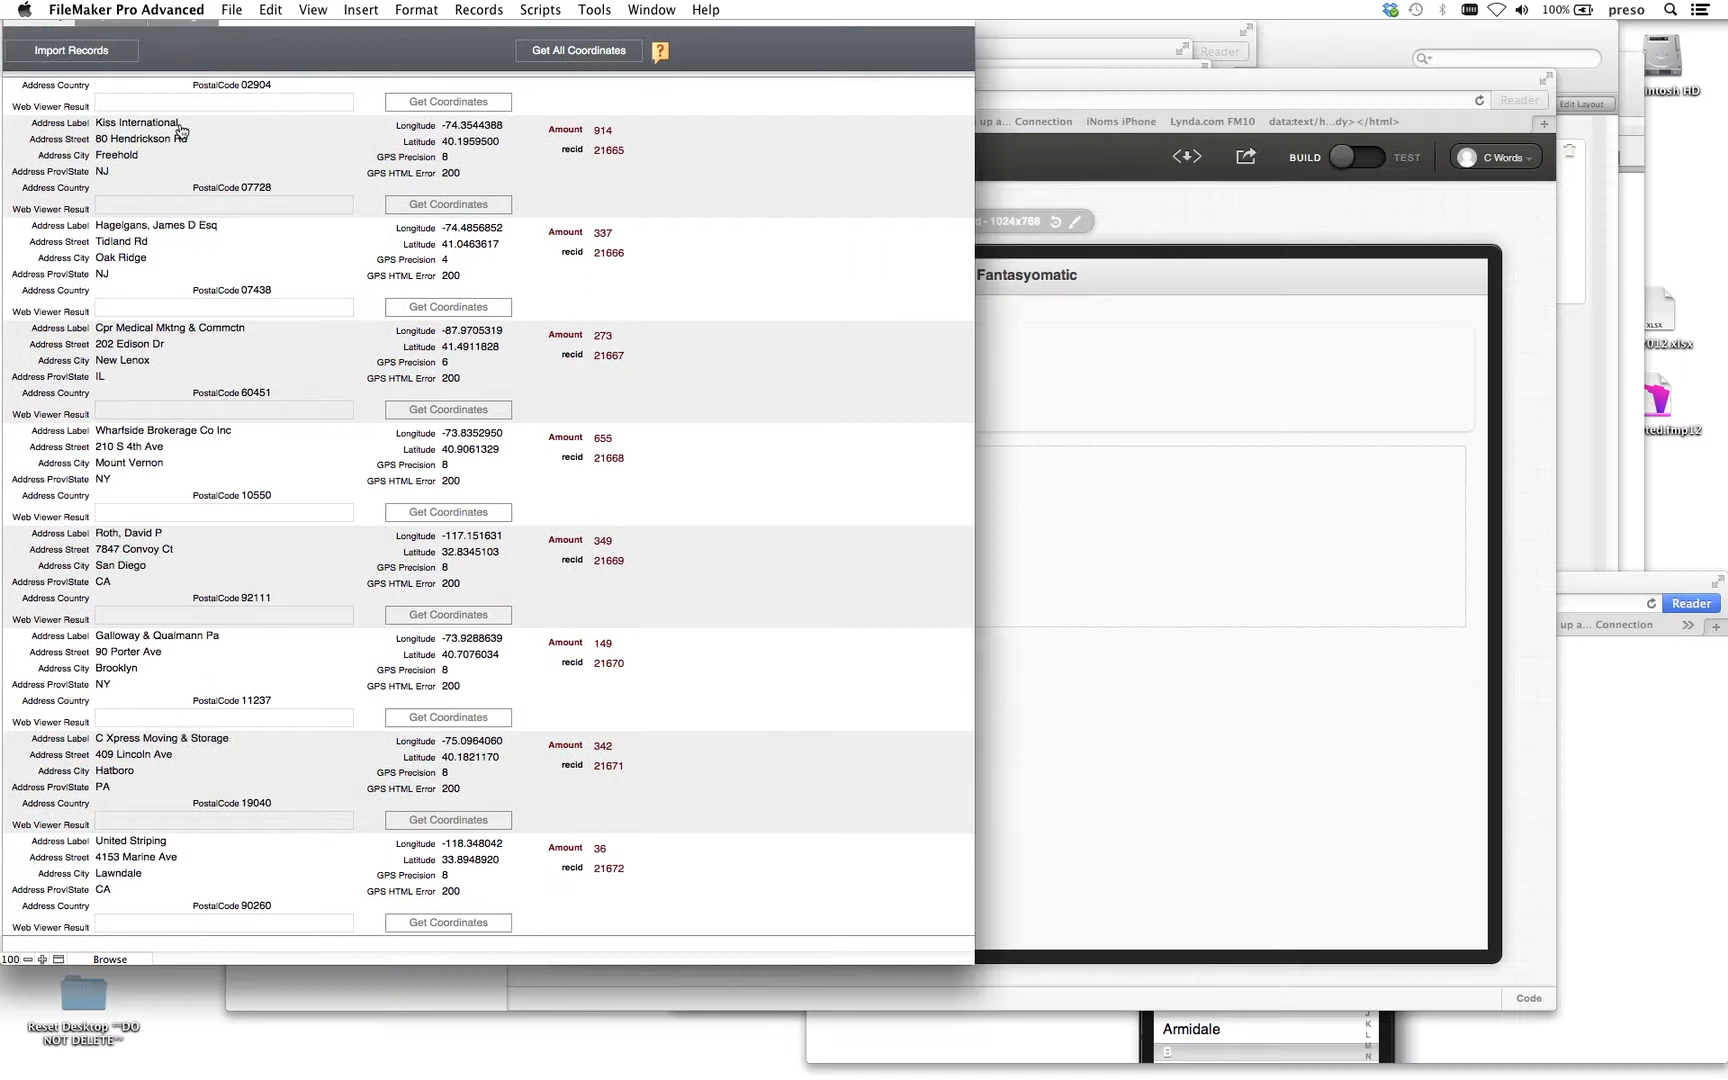 FileMaker Pro Advanced File Edit View Insert Format Records Scripts Tools Window Help 100% preso
Import Records Get All Coordinates ?
Address Country PostalCode 02904
Web Viewer Result Get Coordinates
Address Label Kiss International Longitude -74.3544388 Amount 914
Address Street 80 Hendrickson Rd Latitude 40.1959500 recid 21665
Address City Freehold GPS Precision 8
Address Prov|State NJ GPS HTML Error 200
Address Country PostalCode 07728
Web Viewer Result Get Coordinates
Address Label Hagelgans, James D Esq Longitude -74.4856852 Amount 337
Address Street Tidland Rd Latitude 41.0463617 recid 21666
Address City Oak Ridge GPS Precision 4
Address Prov|State NJ GPS HTML Error 200
Address Country PostalCode 07438
Web Viewer Result Get Coordinates
Address Label Cpr Medical Mktng & Commctn Longitude -87.9705319 Amount 273
Address Street 202 Edison Dr Latitude 41.4911828 recid 21667
Address City New Lenox GPS Precision 6
Address Prov|State IL GPS HTML Error 200
Address Country PostalCode 60451
Web Viewer Result Get Coordinates
Address Label Wharfside Brokerage Co Inc Longitude -73.8352950 Amount 655
Address Street 210 S 4th Ave Latitude 40.9061329 recid 21668
Address City Mount Vernon GPS Precision 8
Address Prov|State NY GPS HTML Error 200
Address Country PostalCode 10550
Web Viewer Result Get Coordinates
Address Label Roth, David P Longitude -117.151631 Amount 349
Address Street 7847 Convoy Ct Latitude 32.8345103 recid 21669
Address City San Diego GPS Precision 8
Address Prov|State CA GPS HTML Error 200
Address Country PostalCode 92111
Web Viewer Result Get Coordinates
Address Label Galloway & Qualmann Pa Longitude -73.9288639 Amount 149
Address Street 90 Porter Ave Latitude 40.7076034 recid 21670
Address City Brooklyn GPS Precision 8
Address Prov|State NY GPS HTML Error 200
Address Country PostalCode 11237
Web Viewer Result Get Coordinates
Address Label C Xpress Moving & Storage Longitude -75.0964060 Amount 342
Address Street 409 Lincoln Ave Latitude 40.1821170 recid 21671
Address City Hatboro GPS Precision 8
Address Prov|State PA GPS HTML Error 200
Address Country PostalCode 19040
Web Viewer Result Get Coordinates
Address Label United Striping Longitude -118.348042 Amount 36
Address Street 4153 Marine Ave Latitude 33.8948920 recid 21672
Address City Lawndale GPS Precision 8
Address Prov|State CA GPS HTML Error 200
Address Country PostalCode 90260
Web Viewer Result Get Coordinates
100 Browse
Reader
Reader
up a... Connection iNoms iPhone Lynda.com FM10 data:text/h...dy></html>
BUILD TEST C Words
d - 1024x768
Fantasyomatic
Code
Edit Layout
intosh HD
XLSX
2012.xlsx
ted.fmp12
Reader
up a... Connection
Armidale
B
J
K
L
M
N
Reset Desktop **DO
NOT DELETE**